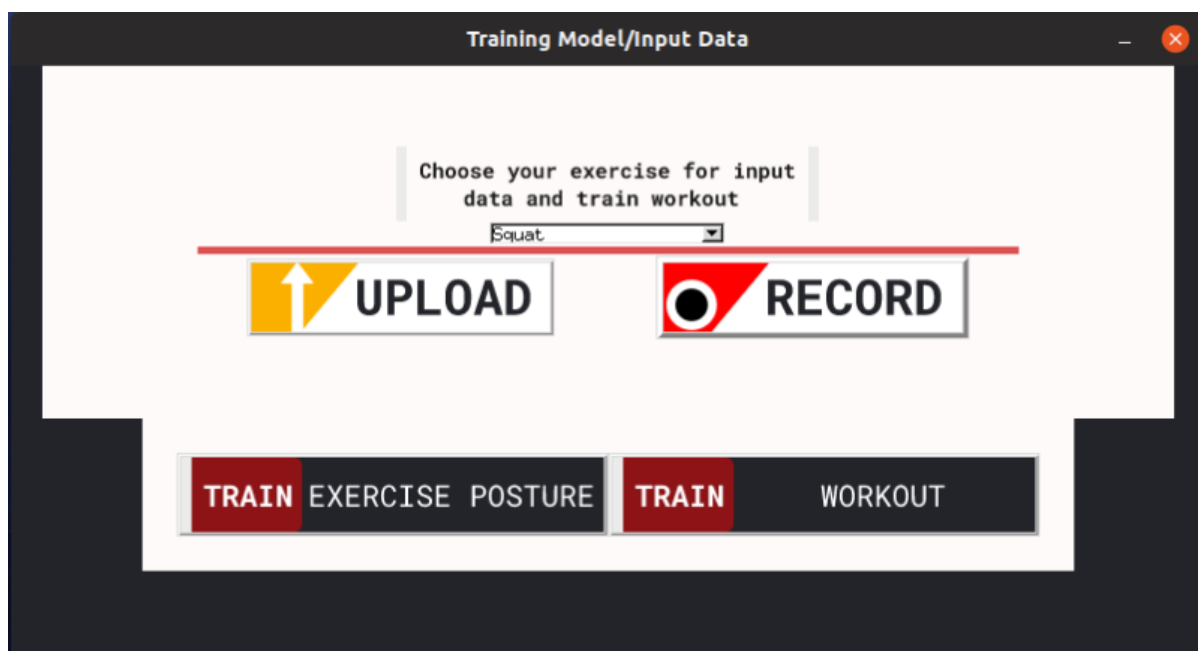 Training Model/Input Data
Choose your exercise for input
data and train workout
Squat
UPLOAD
RECORD
TRAIN EXERCISE POSTURE
TRAIN WORKOUT